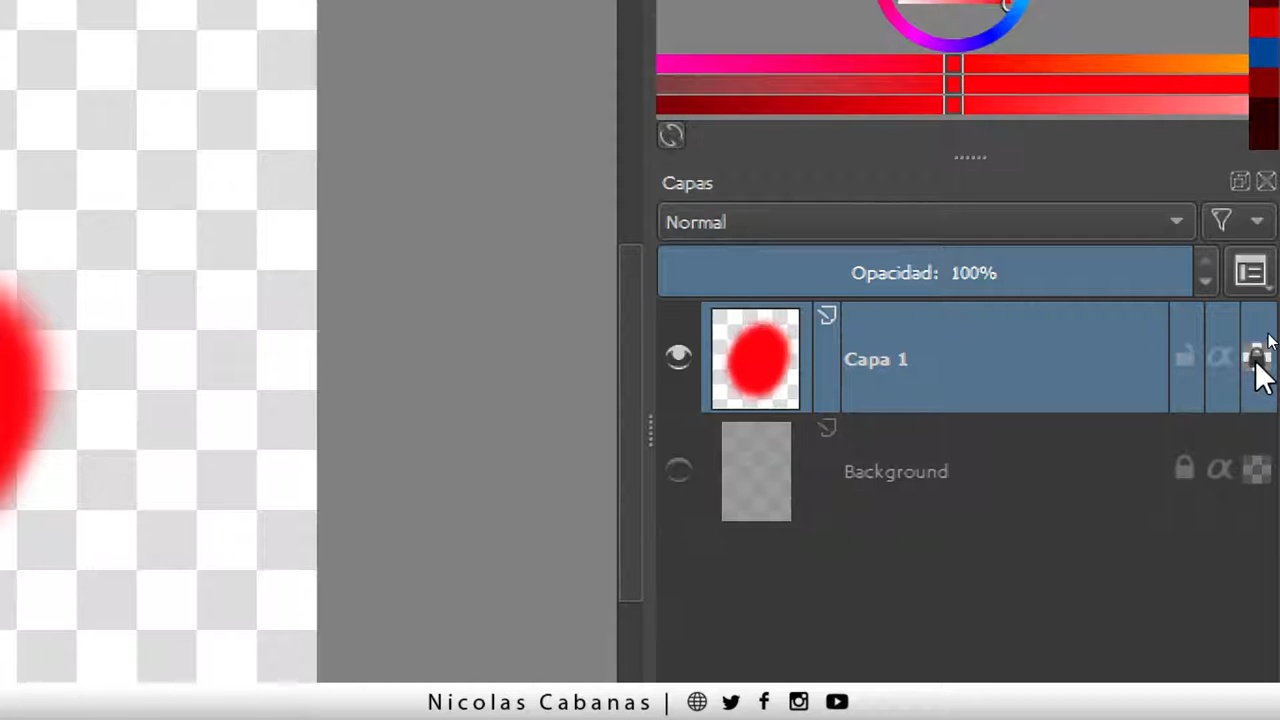 Capas
Normal
Opacidad: 100%
Capa 1
α
Background
α
Nicolas Cabanas |